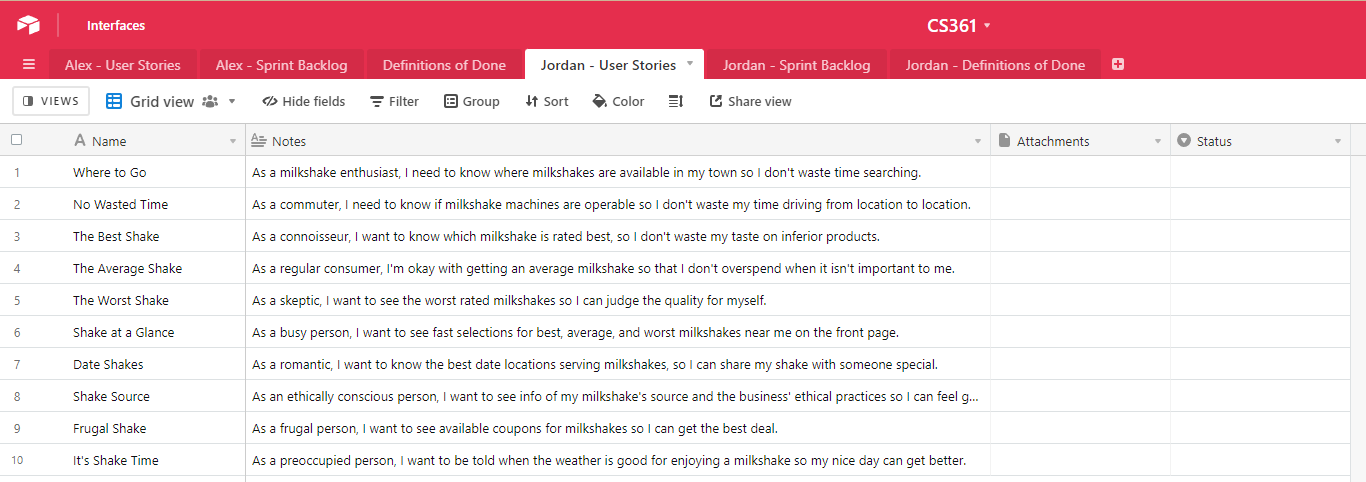 Interfaces
CS361
Alex - User Stories Alex - Sprint Backlog Definitions of Done Jordan - User Stories Jordan - Sprint Backlog Jordan - Definitions of Done
VIEWS Grid view Hide fields Filter Group Sort Color Share view
Name Notes Attachments Status
1 Where to Go As a milkshake enthusiast, I need to know where milkshakes are available in my town so I don't waste time searching.
2 No Wasted Time As a commuter, I need to know if milkshake machines are operable so I don't waste my time driving from location to location.
3 The Best Shake As a connoisseur, I want to know which milkshake is rated best, so I don't waste my taste on inferior products.
4 The Average Shake As a regular consumer, I'm okay with getting an average milkshake so that I don't overspend when it isn't important to me.
5 The Worst Shake As a skeptic, I want to see the worst rated milkshakes so I can judge the quality for myself.
6 Shake at a Glance As a busy person, I want to see fast selections for best, average, and worst milkshakes near me on the front page.
7 Date Shakes As a romantic, I want to know the best date locations serving milkshakes, so I can share my shake with someone special.
8 Shake Source As an ethically conscious person, I want to see info of my milkshake's source and the business' ethical practices so I can feel g...
9 Frugal Shake As a frugal person, I want to see available coupons for milkshakes so I can get the best deal.
10 It's Shake Time As a preoccupied person, I want to be told when the weather is good for enjoying a milkshake so my nice day can get better.